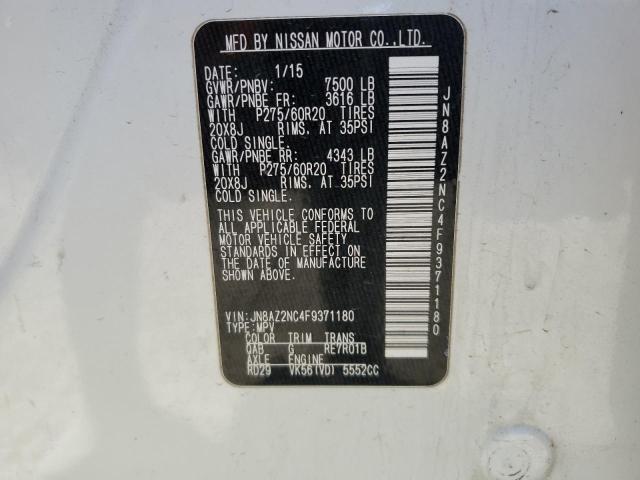 MFD BY NISSAN MOTOR CO.,LTD.
DATE: 1/15
GVWR/PNBV: 7500 LB
GAWR/PNBE FR: 3616 LB
WITH P275/60R20 TIRES
20X8J RIMS. AT 35PSI
COLD SINGLE.
GAWR/PNBE RR: 4343 LB
WITH P275/60R20 TIRES
20X8J RIMS. AT 35PSI
COLD SINGLE.
THIS VEHICLE CONFORMS TO
ALL APPLICABLE FEDERAL
MOTOR VEHICLE SAFETY
STANDARDS IN EFFECT ON
THE DATE OF MANUFACTURE
SHOWN ABOVE.
VIN: JN8AZ2NC4F9371180
TYPE: MPV
COLOR TRIM TRANS
QAB G RE7R01B
AXLE ENGINE
RD29 VK56(VD) 5552CC
JN8AZ2NC4F9371180